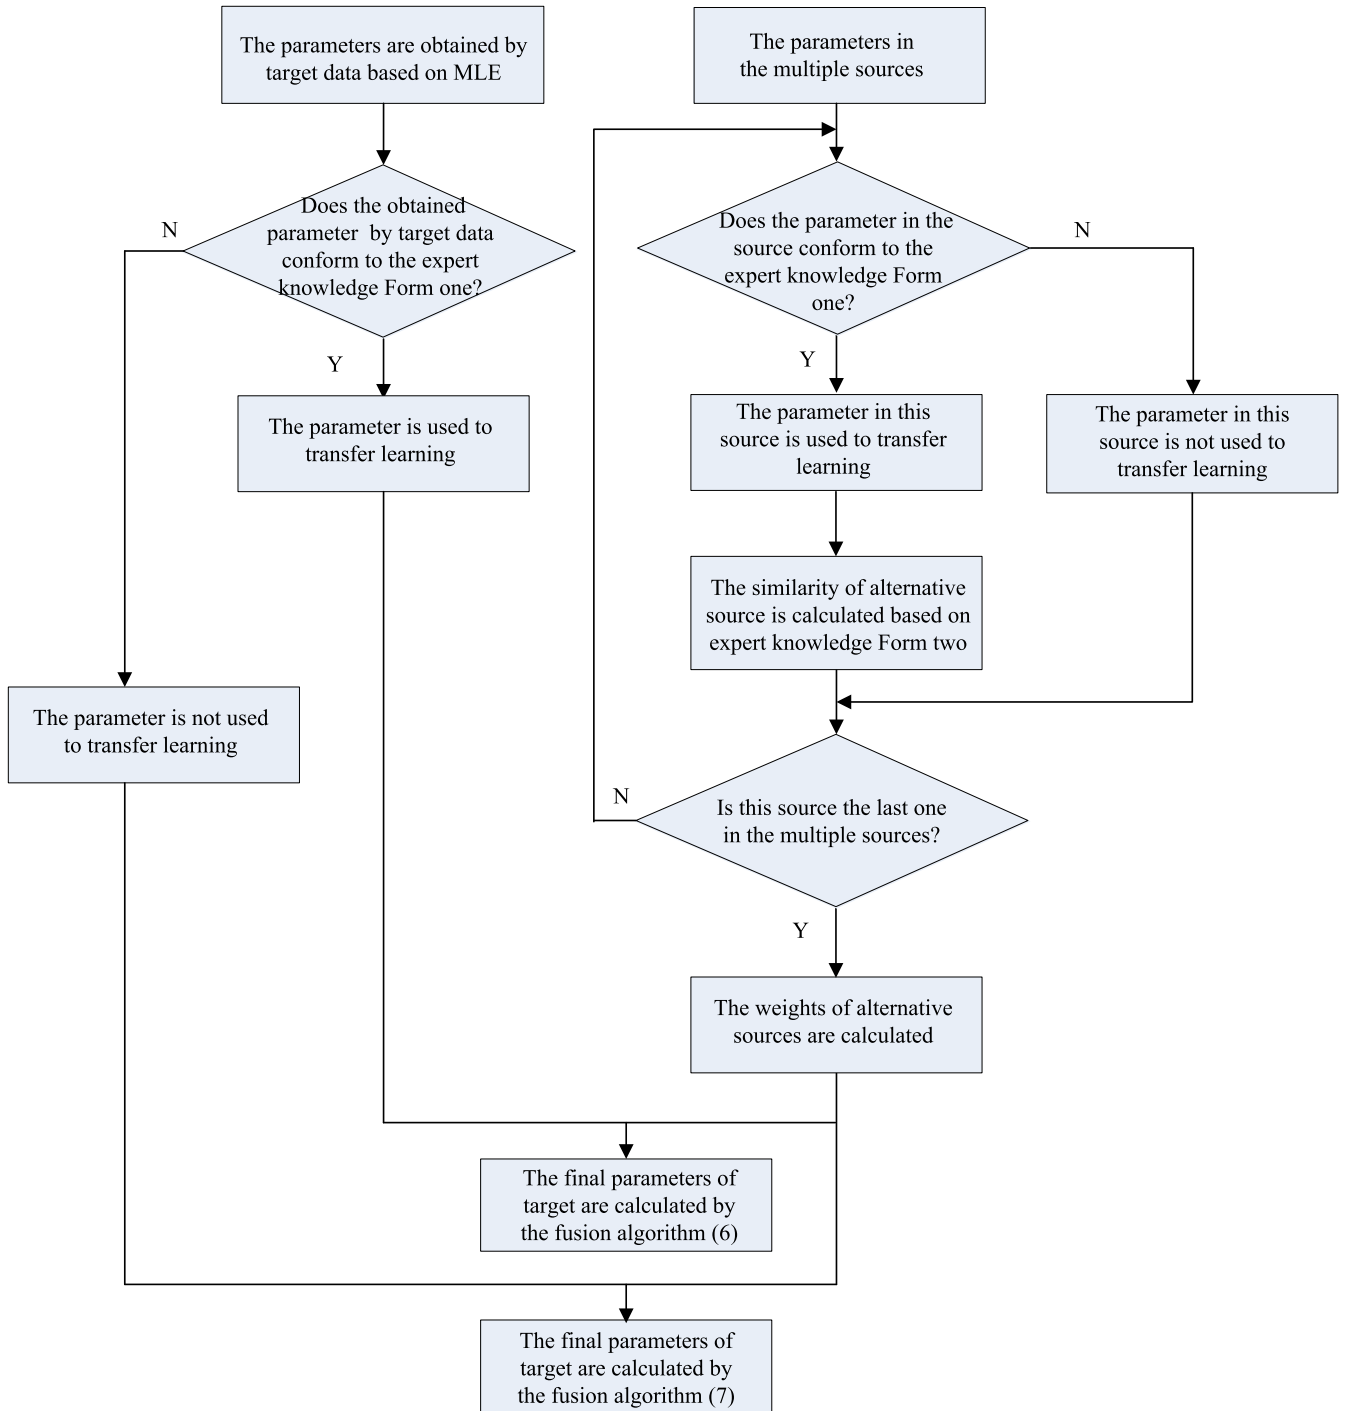 The parameters are obtained by
target data based on MLE
The parameters in
the multiple sources
Does the obtained
parameter by target data
conform to the expert
knowledge Form one?
N
Y
Does the parameter in the
source conform to the
expert knowledge Form
one?
N
Y
The parameter is used to
transfer learning
The parameter in this
source is used to transfer
learning
The parameter in this
source is not used to
transfer learning
The similarity of alternative
source is calculated based on
expert knowledge Form two
The parameter is not used
to transfer learning
N
Is this source the last one
in the multiple sources?
Y
The weights of alternative
sources are calculated
The final parameters of
target are calculated by
the fusion algorithm (6)
The final parameters of
target are calculated by
the fusion algorithm (7)